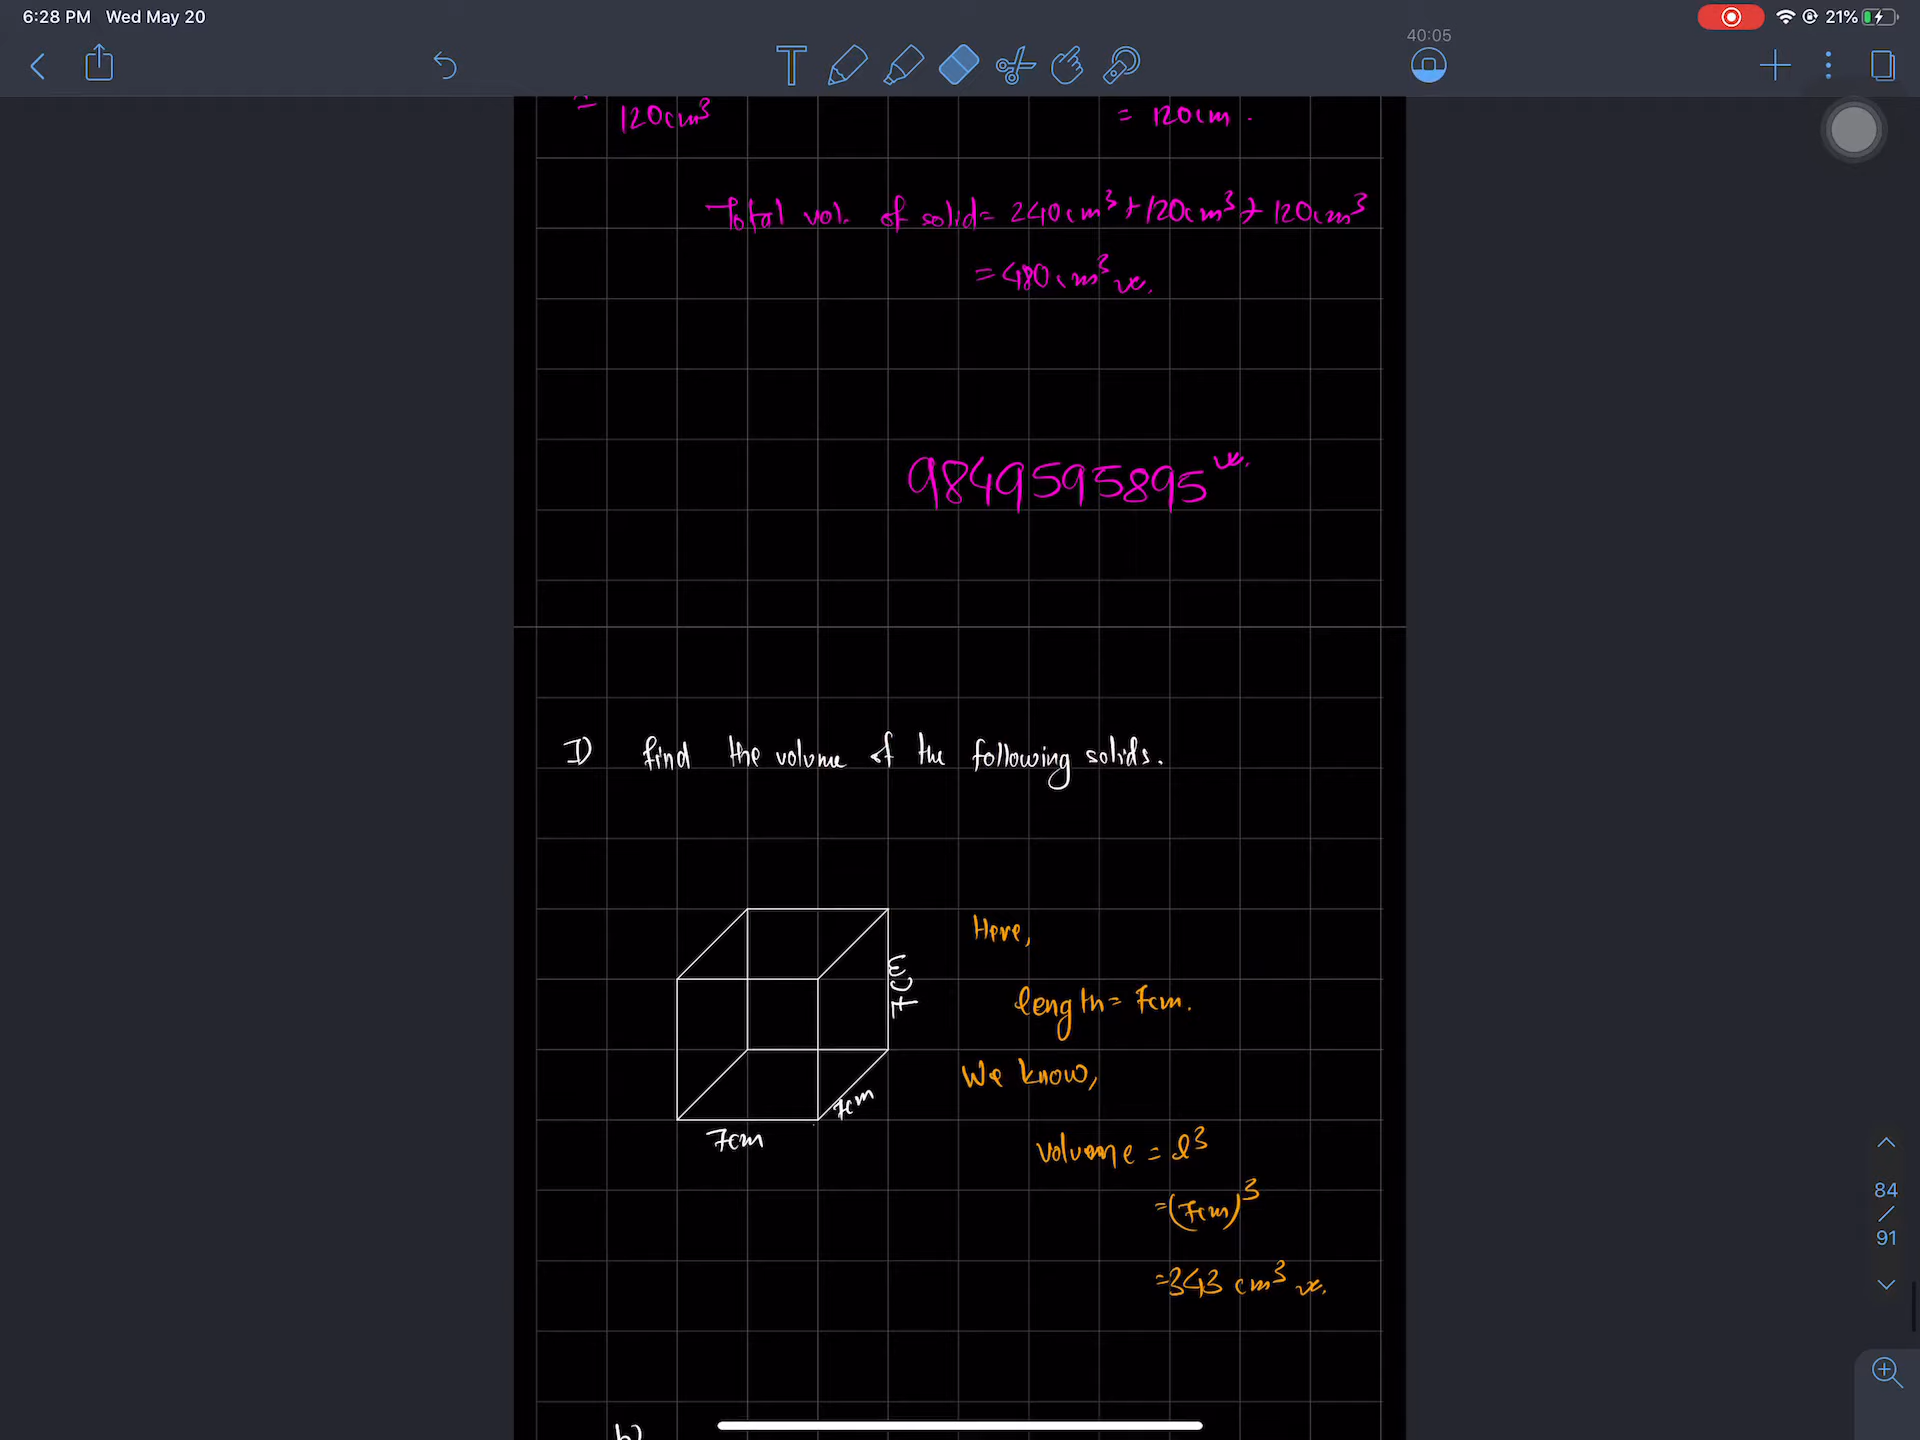 6:28 PM Wed May 20
21%
40:05
= 120cm³
= 120cm.
Total vol. of solid = 240cm³ + 120cm³ + 120cm³
= 480cm³
9849595895
1) find the volume of the following solids.
Here,
7cm
length = 7cm.
We know,
7cm
7cm
volume = l³
= (7cm)³
= 343 cm³
84
/
91
b)